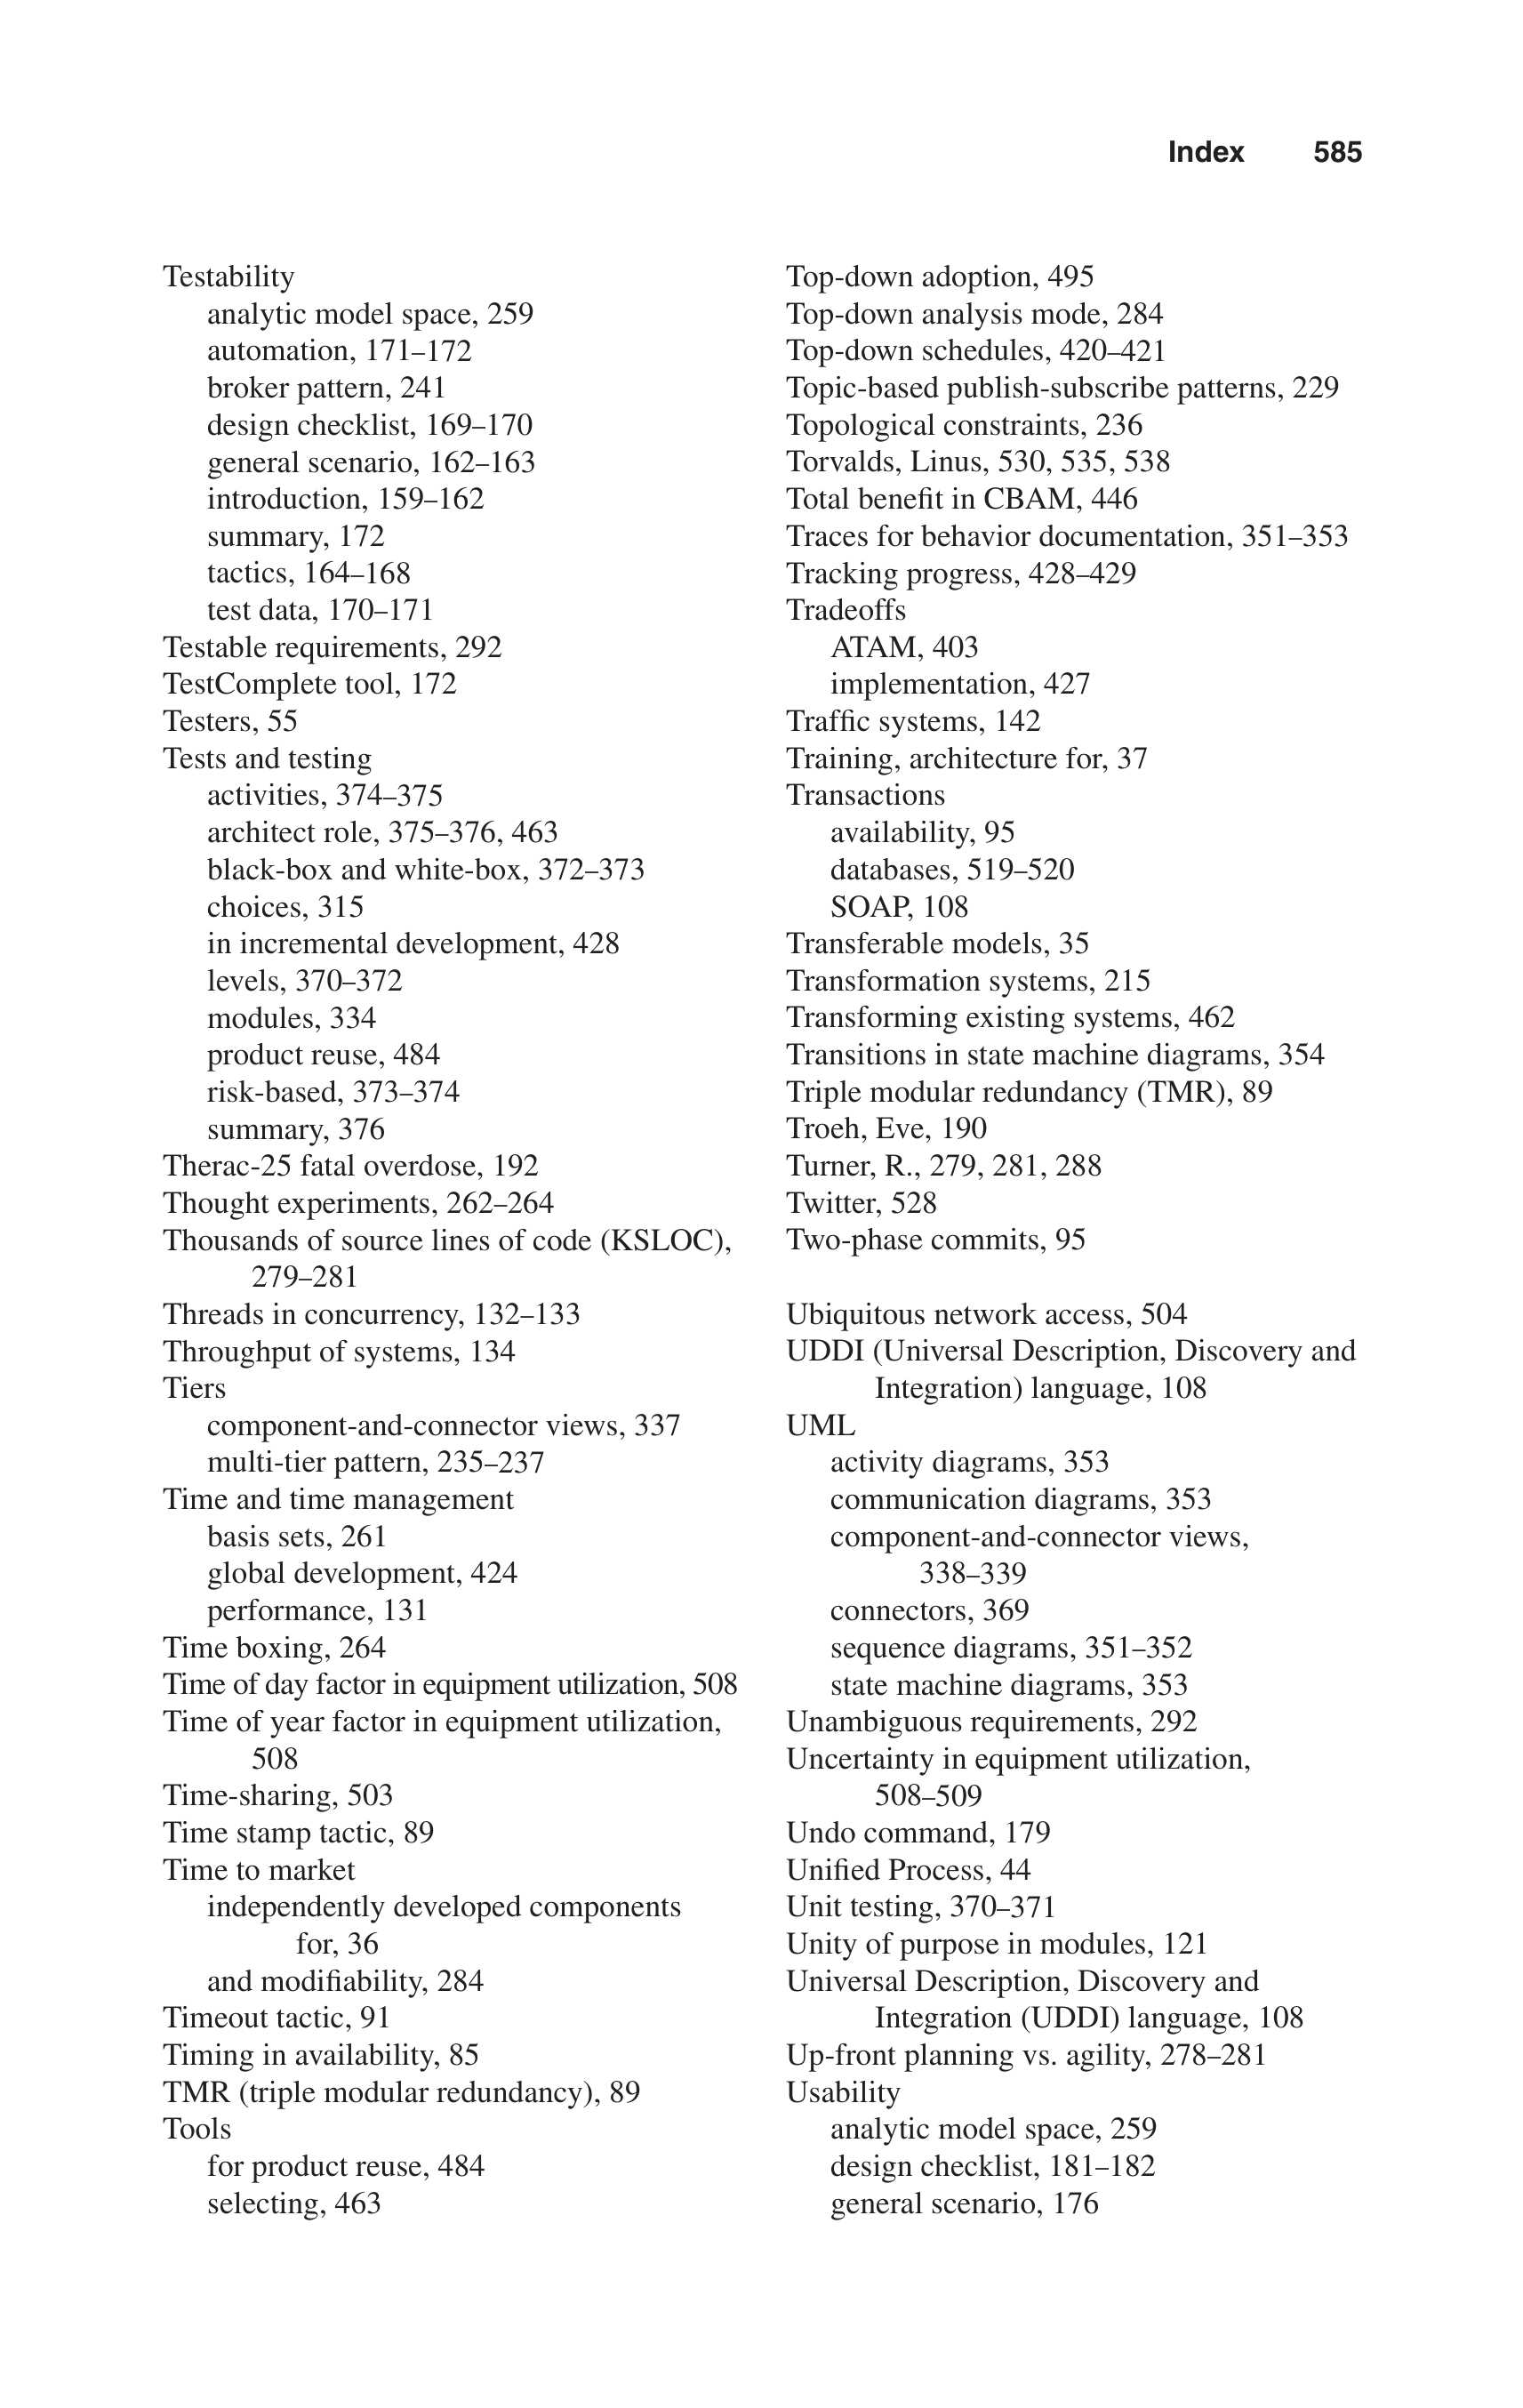 Index 585
Testability
analytic model space, 259
automation, 171–172
broker pattern, 241
design checklist, 169–170
general scenario, 162–163
introduction, 159–162
summary, 172
tactics, 164–168
test data, 170–171
Testable requirements, 292
TestComplete tool, 172
Testers, 55
Tests and testing
activities, 374–375
architect role, 375–376, 463
black-box and white-box, 372–373
choices, 315
in incremental development, 428
levels, 370–372
modules, 334
product reuse, 484
risk-based, 373–374
summary, 376
Therac-25 fatal overdose, 192
Thought experiments, 262–264
Thousands of source lines of code (KSLOC),
279–281
Threads in concurrency, 132–133
Throughput of systems, 134
Tiers
component-and-connector views, 337
multi-tier pattern, 235–237
Time and time management
basis sets, 261
global development, 424
performance, 131
Time boxing, 264
Time of day factor in equipment utilization, 508
Time of year factor in equipment utilization,
508
Time-sharing, 503
Time stamp tactic, 89
Time to market
independently developed components
for, 36
and modifiability, 284
Timeout tactic, 91
Timing in availability, 85
TMR (triple modular redundancy), 89
Tools
for product reuse, 484
selecting, 463
Top-down adoption, 495
Top-down analysis mode, 284
Top-down schedules, 420–421
Topic-based publish-subscribe patterns, 229
Topological constraints, 236
Torvalds, Linus, 530, 535, 538
Total benefit in CBAM, 446
Traces for behavior documentation, 351–353
Tracking progress, 428–429
Tradeoffs
ATAM, 403
implementation, 427
Traffic systems, 142
Training, architecture for, 37
Transactions
availability, 95
databases, 519–520
SOAP, 108
Transferable models, 35
Transformation systems, 215
Transforming existing systems, 462
Transitions in state machine diagrams, 354
Triple modular redundancy (TMR), 89
Troeh, Eve, 190
Turner, R., 279, 281, 288
Twitter, 528
Two-phase commits, 95
Ubiquitous network access, 504
UDDI (Universal Description, Discovery and
Integration) language, 108
UML
activity diagrams, 353
communication diagrams, 353
component-and-connector views,
338–339
connectors, 369
sequence diagrams, 351–352
state machine diagrams, 353
Unambiguous requirements, 292
Uncertainty in equipment utilization,
508–509
Undo command, 179
Unified Process, 44
Unit testing, 370–371
Unity of purpose in modules, 121
Universal Description, Discovery and
Integration (UDDI) language, 108
Up-front planning vs. agility, 278–281
Usability
analytic model space, 259
design checklist, 181–182
general scenario, 176